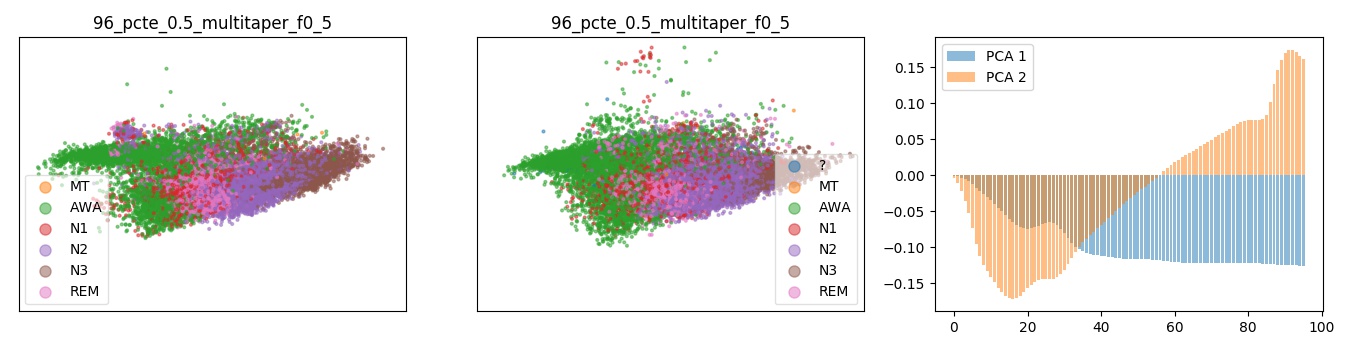 96_pcte_0.5_multitaper_f0_5
MT
AWA
N1
N2
N3
REM
96_pcte_0.5_multitaper_f0_5
?
MT
AWA
N1
N2
N3
REM
PCA 1
PCA 2
0.15
0.10
0.05
0.00
−0.05
−0.10
−0.15
0 20 40 60 80 100